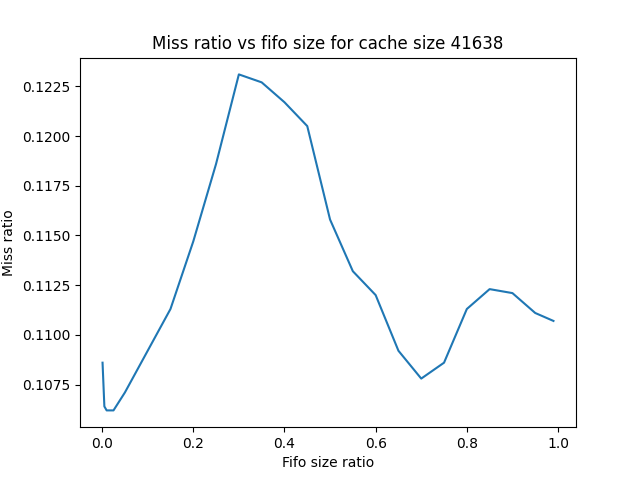 Miss ratio vs fifo size for cache size 41638
0.1225
0.1200
0.1175
0.1150
0.1125
0.1100
0.1075
Miss ratio
0.0 0.2 0.4 0.6 0.8 1.0
Fifo size ratio